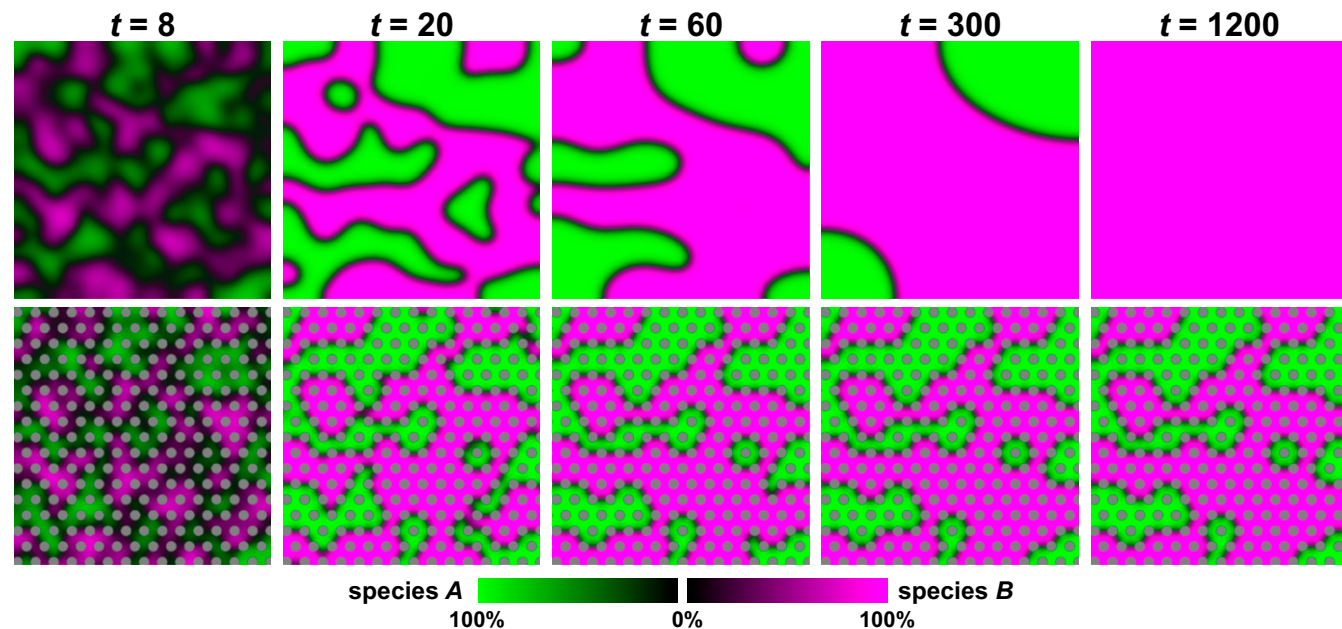 t = 8 t = 20 t = 60 t = 300 t = 1200
species A species B
100% 0% 100%